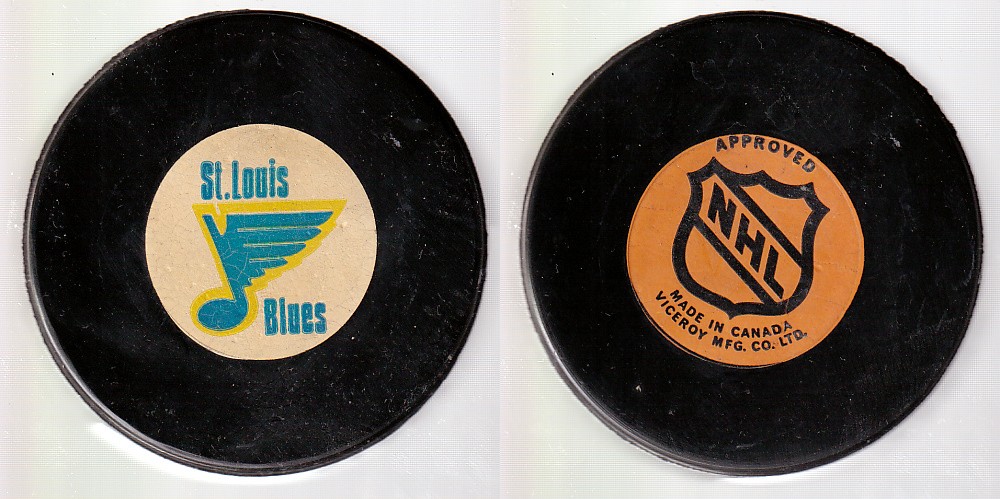 St.Louis
Blues
APPROVED
NHL
MADE IN CANADA
VICEROY MFG. CO. LTD.